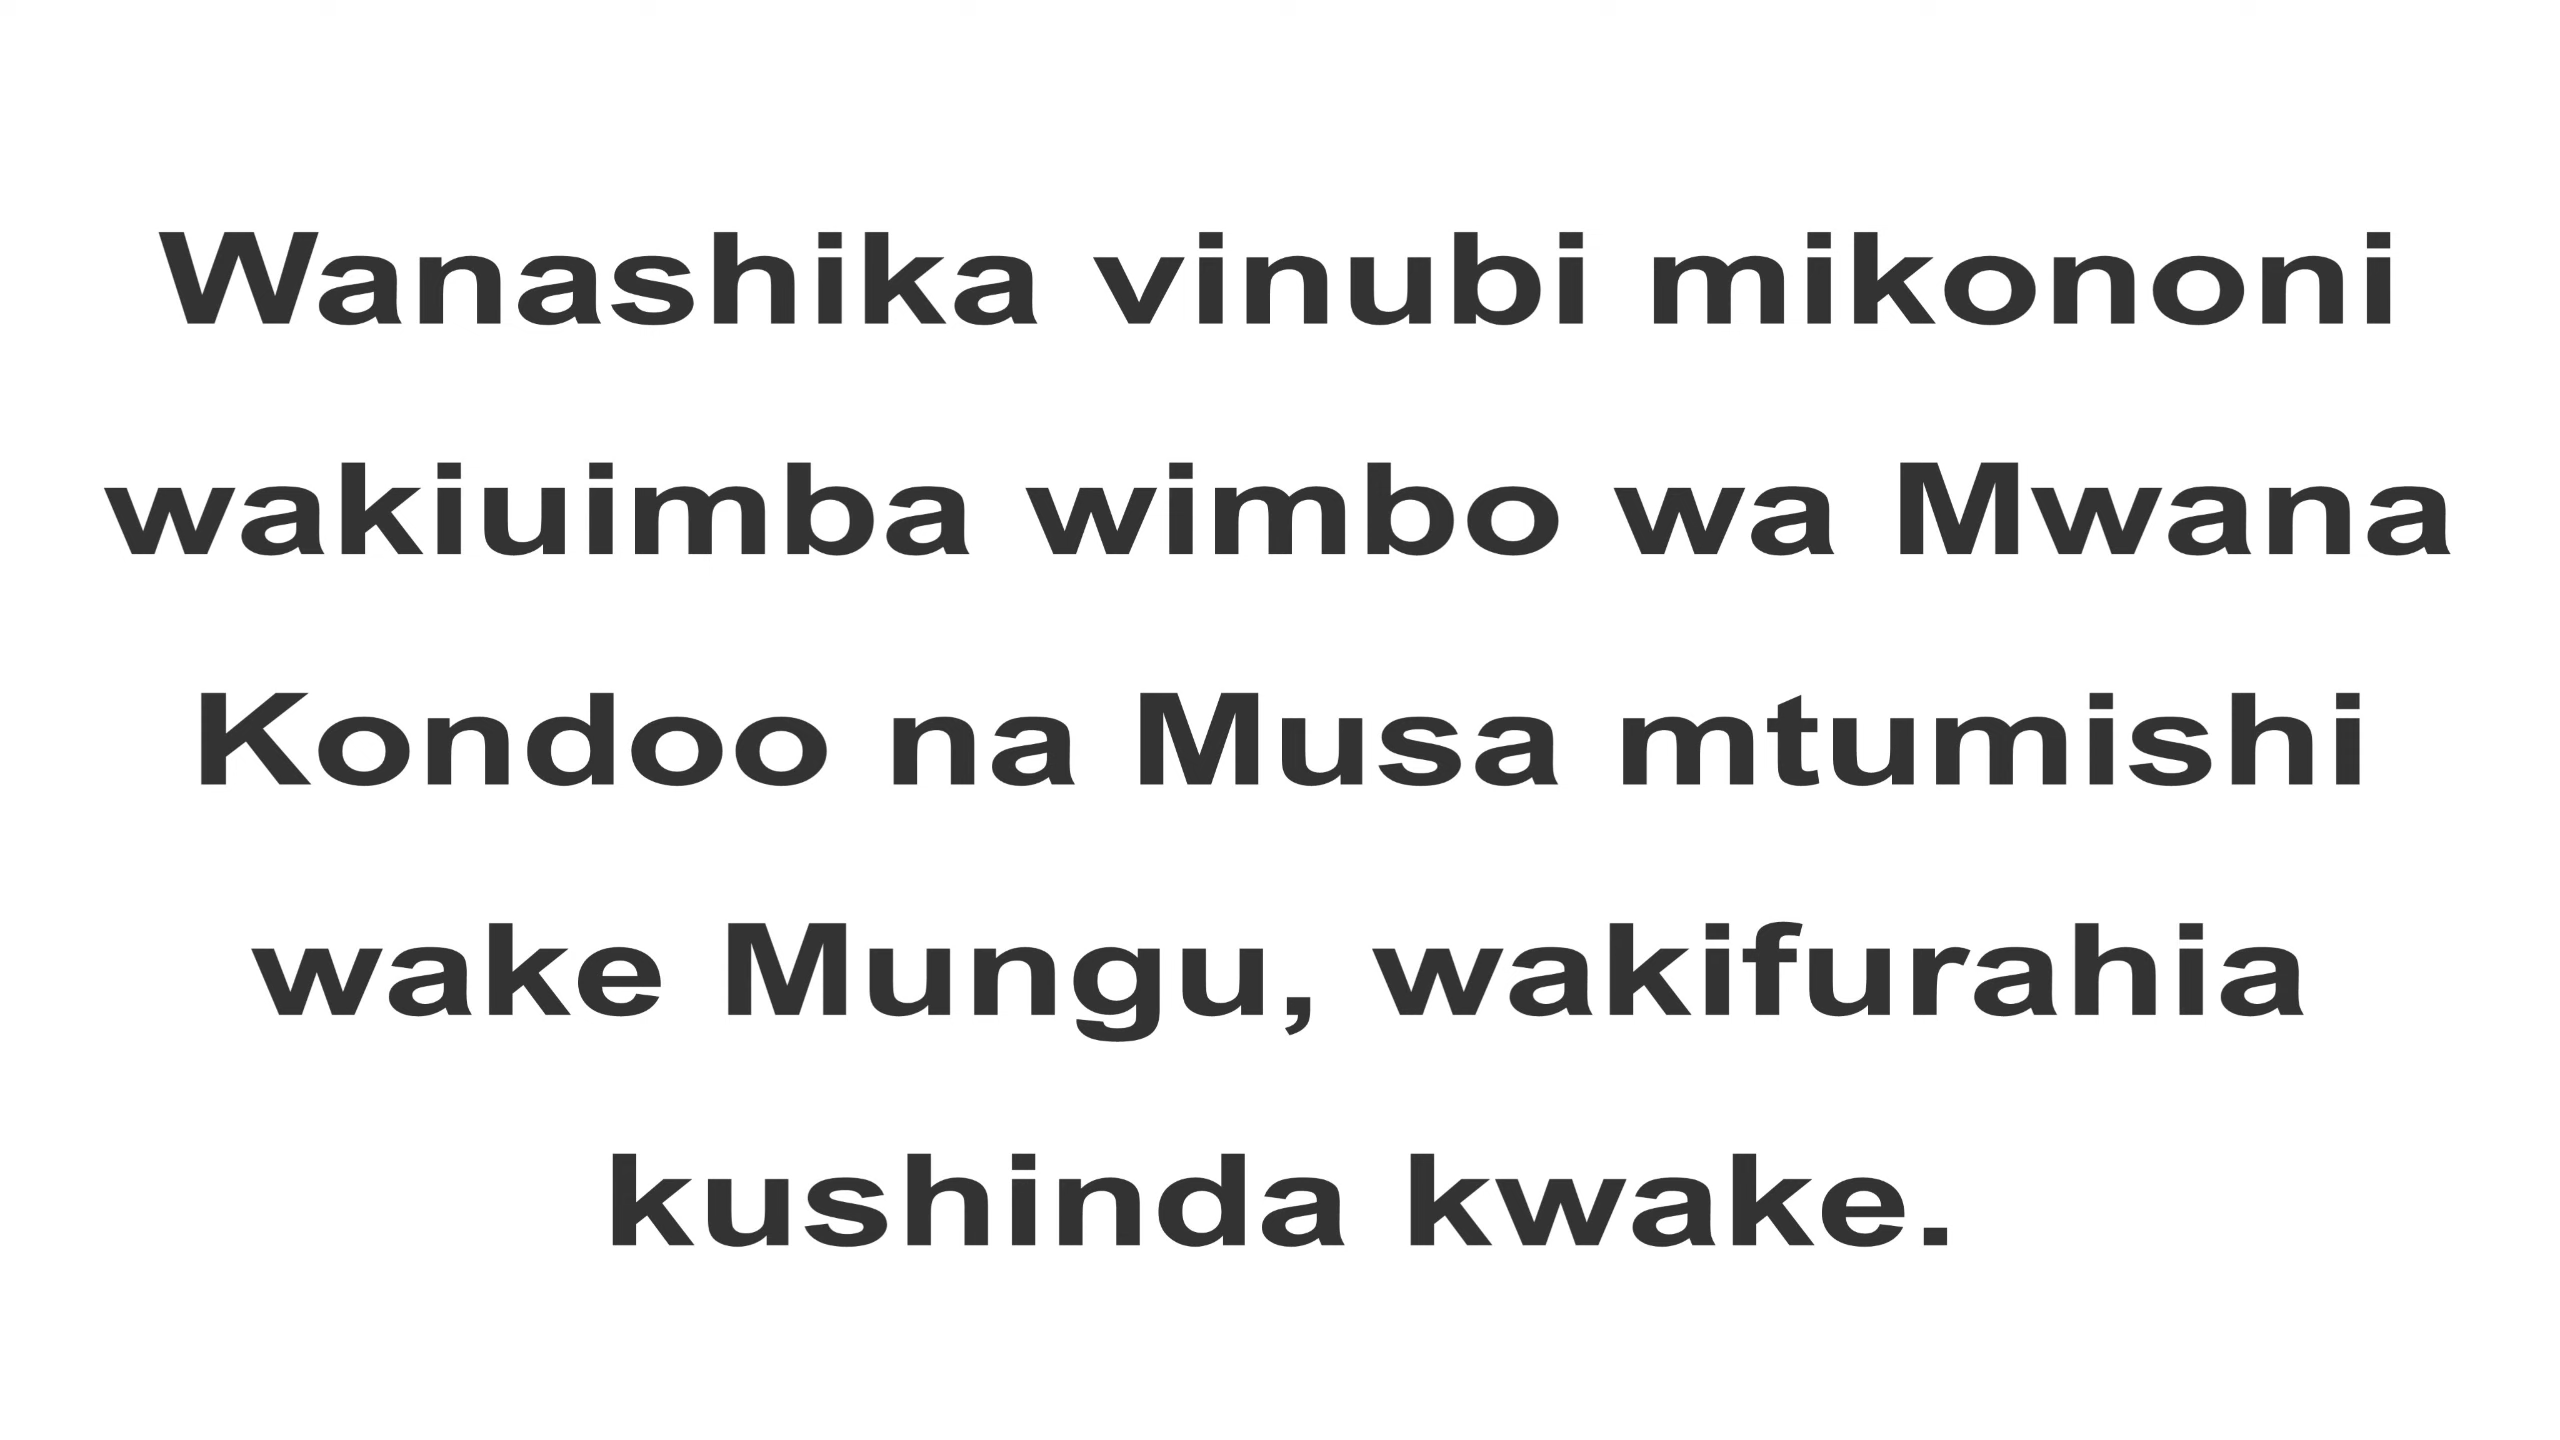 Wanashika vinubi mikononi
wakiuimba wimbo wa Mwana
Kondoo na Musa mtumishi
wake Mungu, wakifurahia
kushinda kwake.